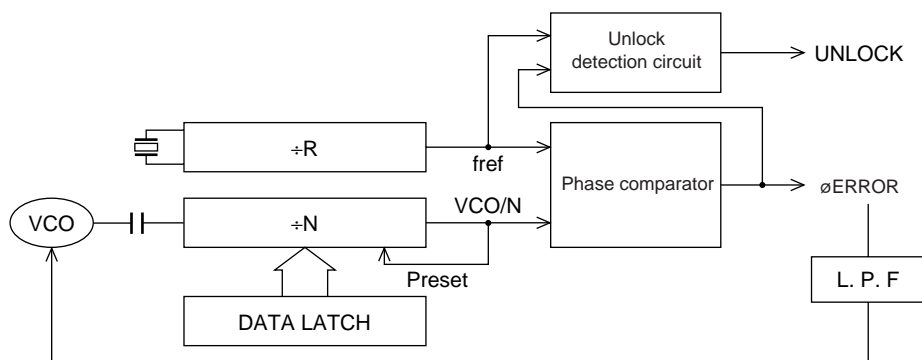 Unlock
detection circuit
UNLOCK
÷R
fref
Phase comparator
øERROR
VCO
÷N
VCO/N
Preset
L. P. F
DATA LATCH